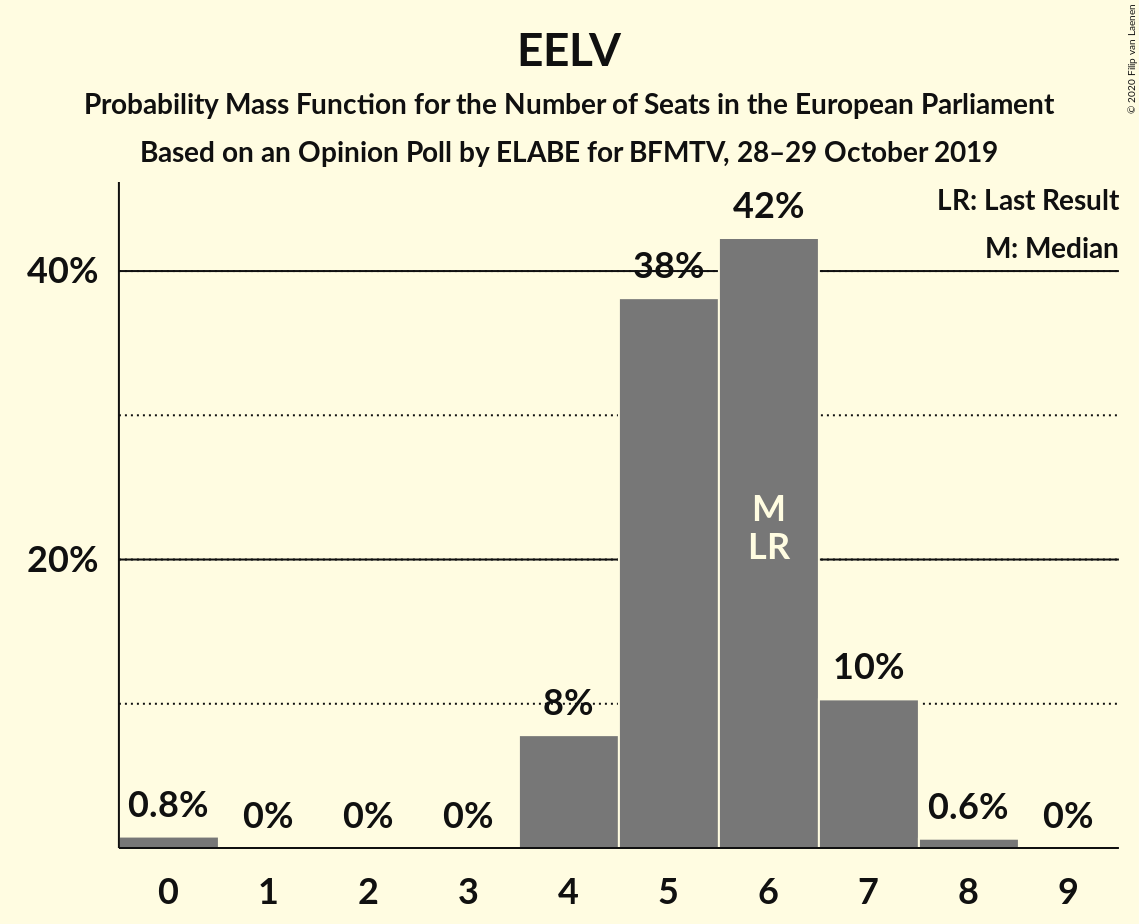 EELV
Probability Mass Function for the Number of Seats in the European Parliament
Based on an Opinion Poll by ELABE for BFMTV, 28–29 October 2019
© 2020 Filip van Laenen
LR: Last Result
M: Median
42%
38%
40%
M
LR
20%
10%
8%
0.8%
0%
0%
0%
0.6%
0%
0 1 2 3 4 5 6 7 8 9